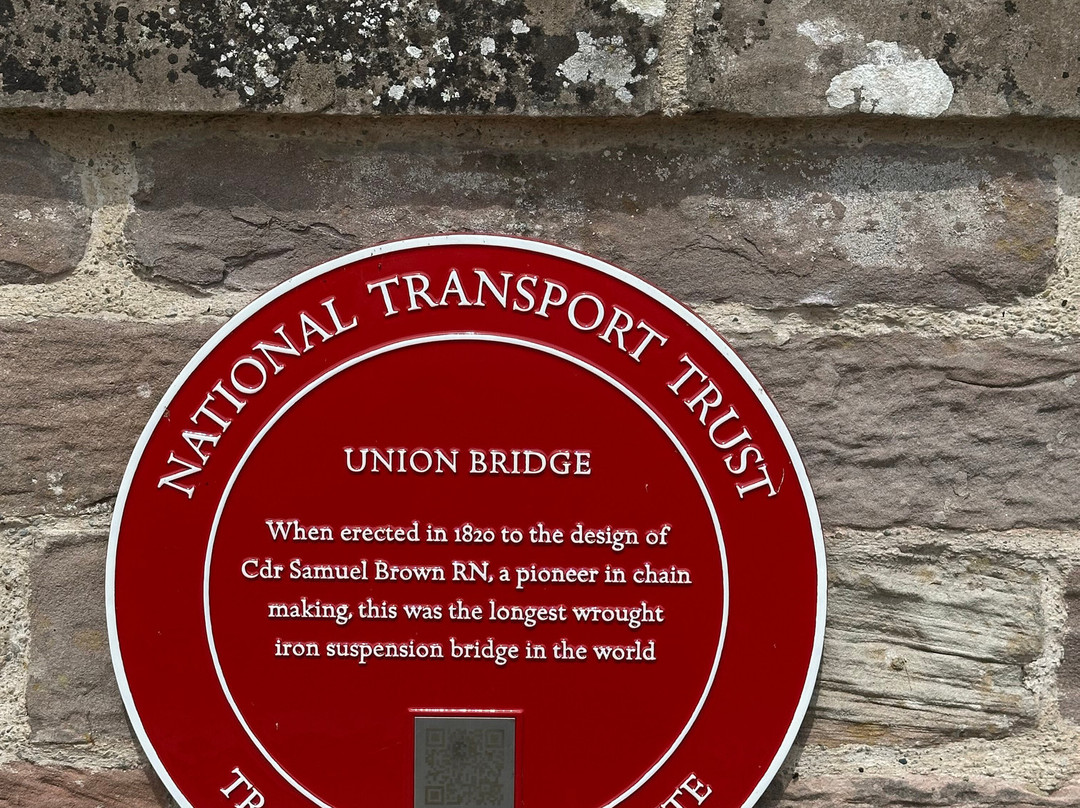 NATIONAL TRANSPORT TRUST
UNION BRIDGE
When erected in 1820 to the design of
Cdr Samuel Brown RN, a pioneer in chain
making, this was the longest wrought
iron suspension bridge in the world